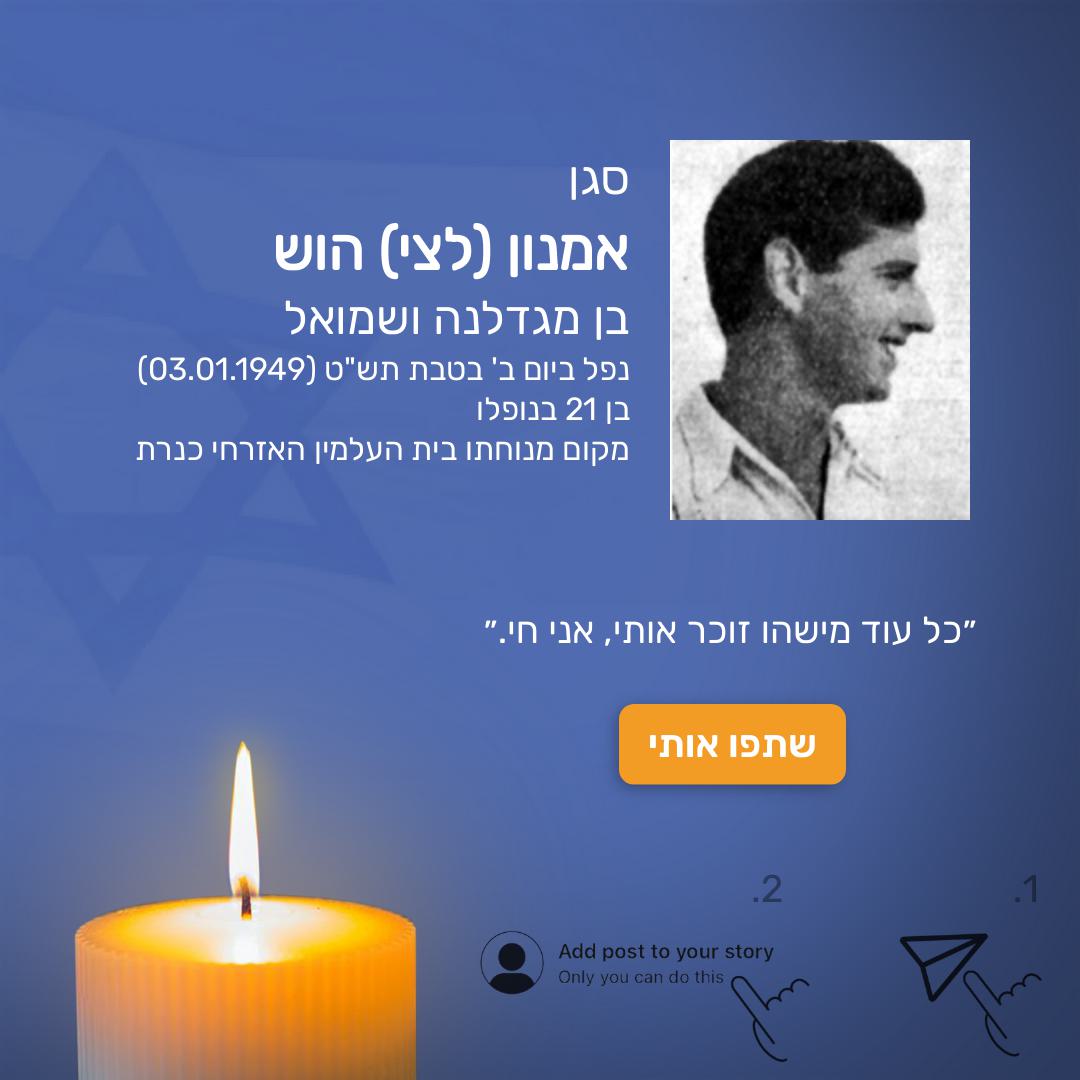 סגן
אמנון (לצי) הוש
בן מגדלנה ושמואל
נפל ביום ב' בטבת תש"ט (03.01.1949)
בן 21 בנופלו
מקום מנוחתו בית העלמין האזרחי כנרת
״כל עוד מישהו זוכר אותי, אני חי.״
שתפו אותי
1.
2.
Add post to your story
Only you can do this